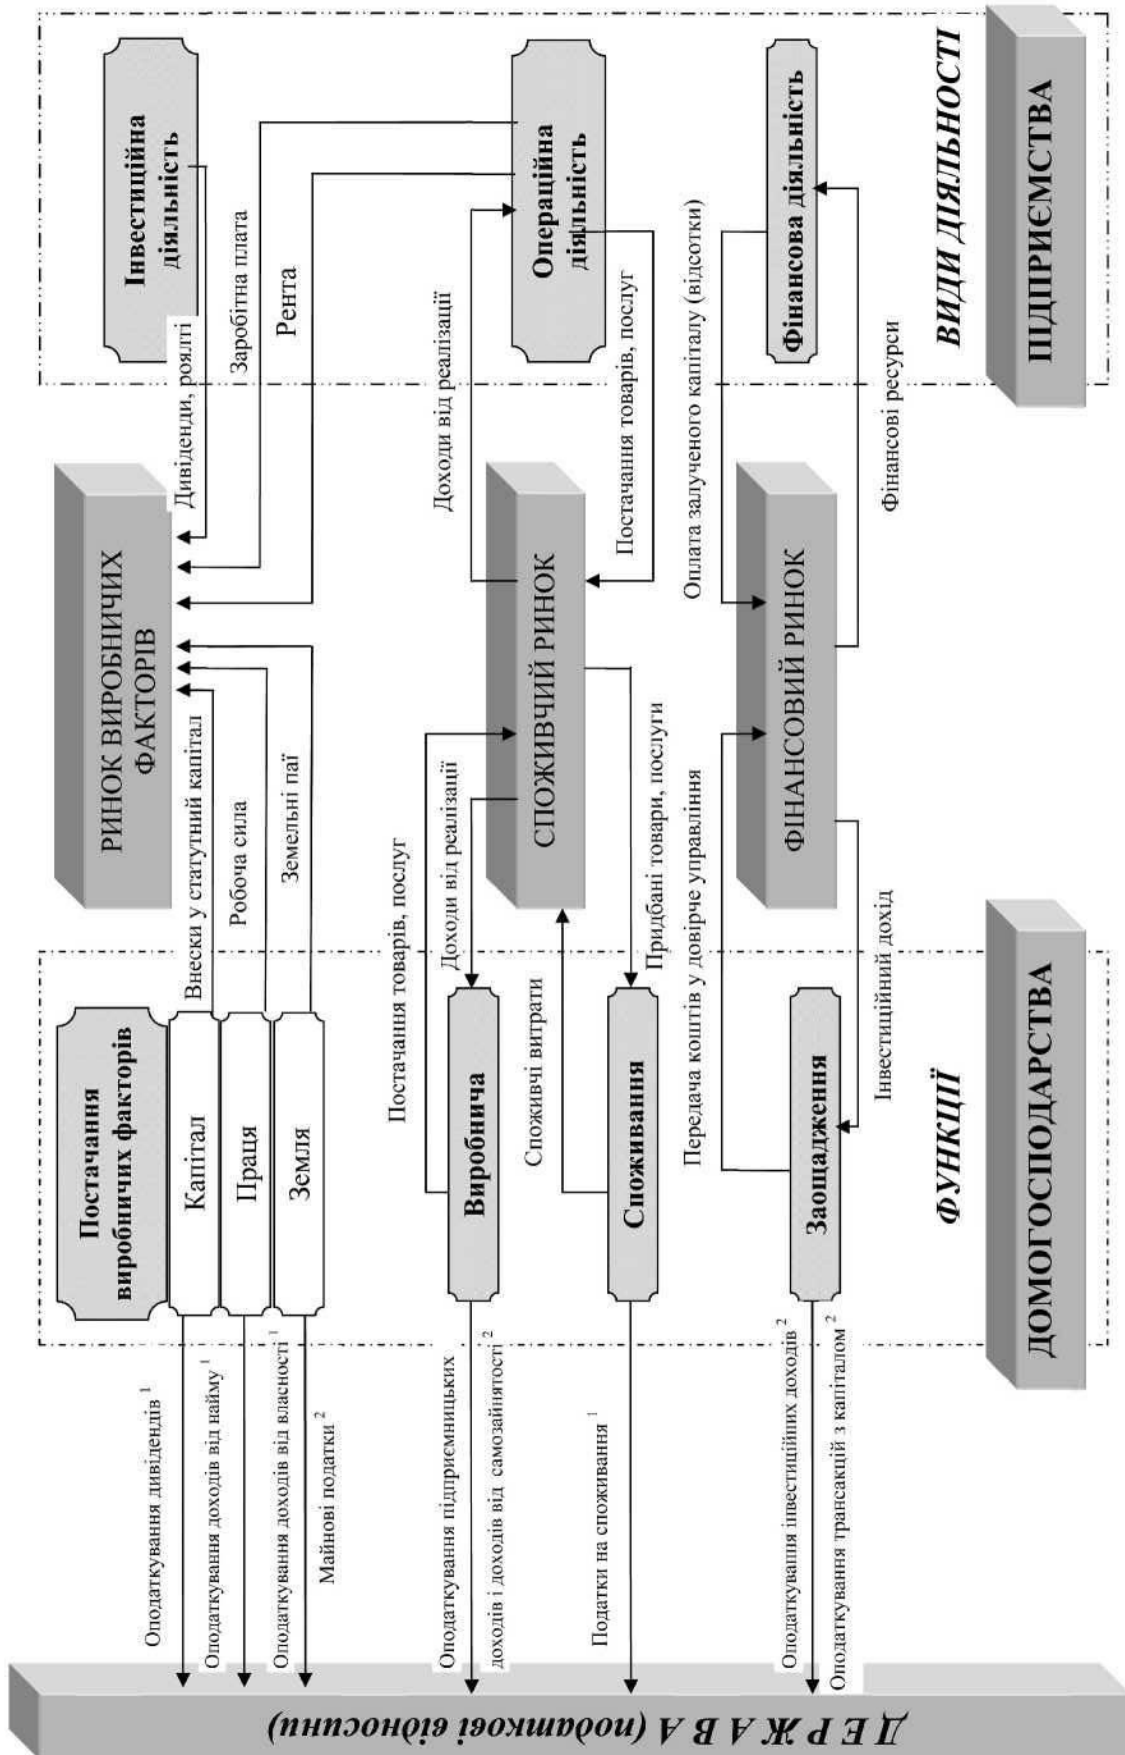 Д Е Р Ж А В А (податкові відносини)
Оподаткування дивідендів 1
Оподаткування доходів від найму 1
Оподаткування доходів від власності 1
Майнові податки 2
Оподаткування підприємницьких
доходів і доходів від самозайнятості 2
Податки на споживання 1
Оподаткування інвестиційних доходів 2
Оподаткування трансакцій з капіталом 2
Постачання
виробничих факторів
Капітал
Праця
Земля
Виробнича
Споживання
Заощадження
ФУНКЦІЇ
ДОМОГОСПОДАРСТВА
Внески у статутний капітал
Робоча сила
Земельні паї
Постачання товарів, послуг
Доходи від реалізації
Споживчі витрати
Придбані товари, послуги
Передача коштів у довірче управління
Інвестиційний дохід
РИНОК ВИРОБНИЧИХ
ФАКТОРІВ
СПОЖИВЧИЙ РИНОК
ФІНАНСОВИЙ РИНОК
Дивіденди, роялті
Заробітна плата
Рента
Доходи від реалізації
Постачання товарів, послуг
Оплата залученого капіталу (відсотки)
Фінансові ресурси
Інвестиційна
діяльність
Операційна
діяльність
Фінансова діяльність
ВИДИ ДІЯЛЬНОСТІ
ПІДПРИЄМСТВА